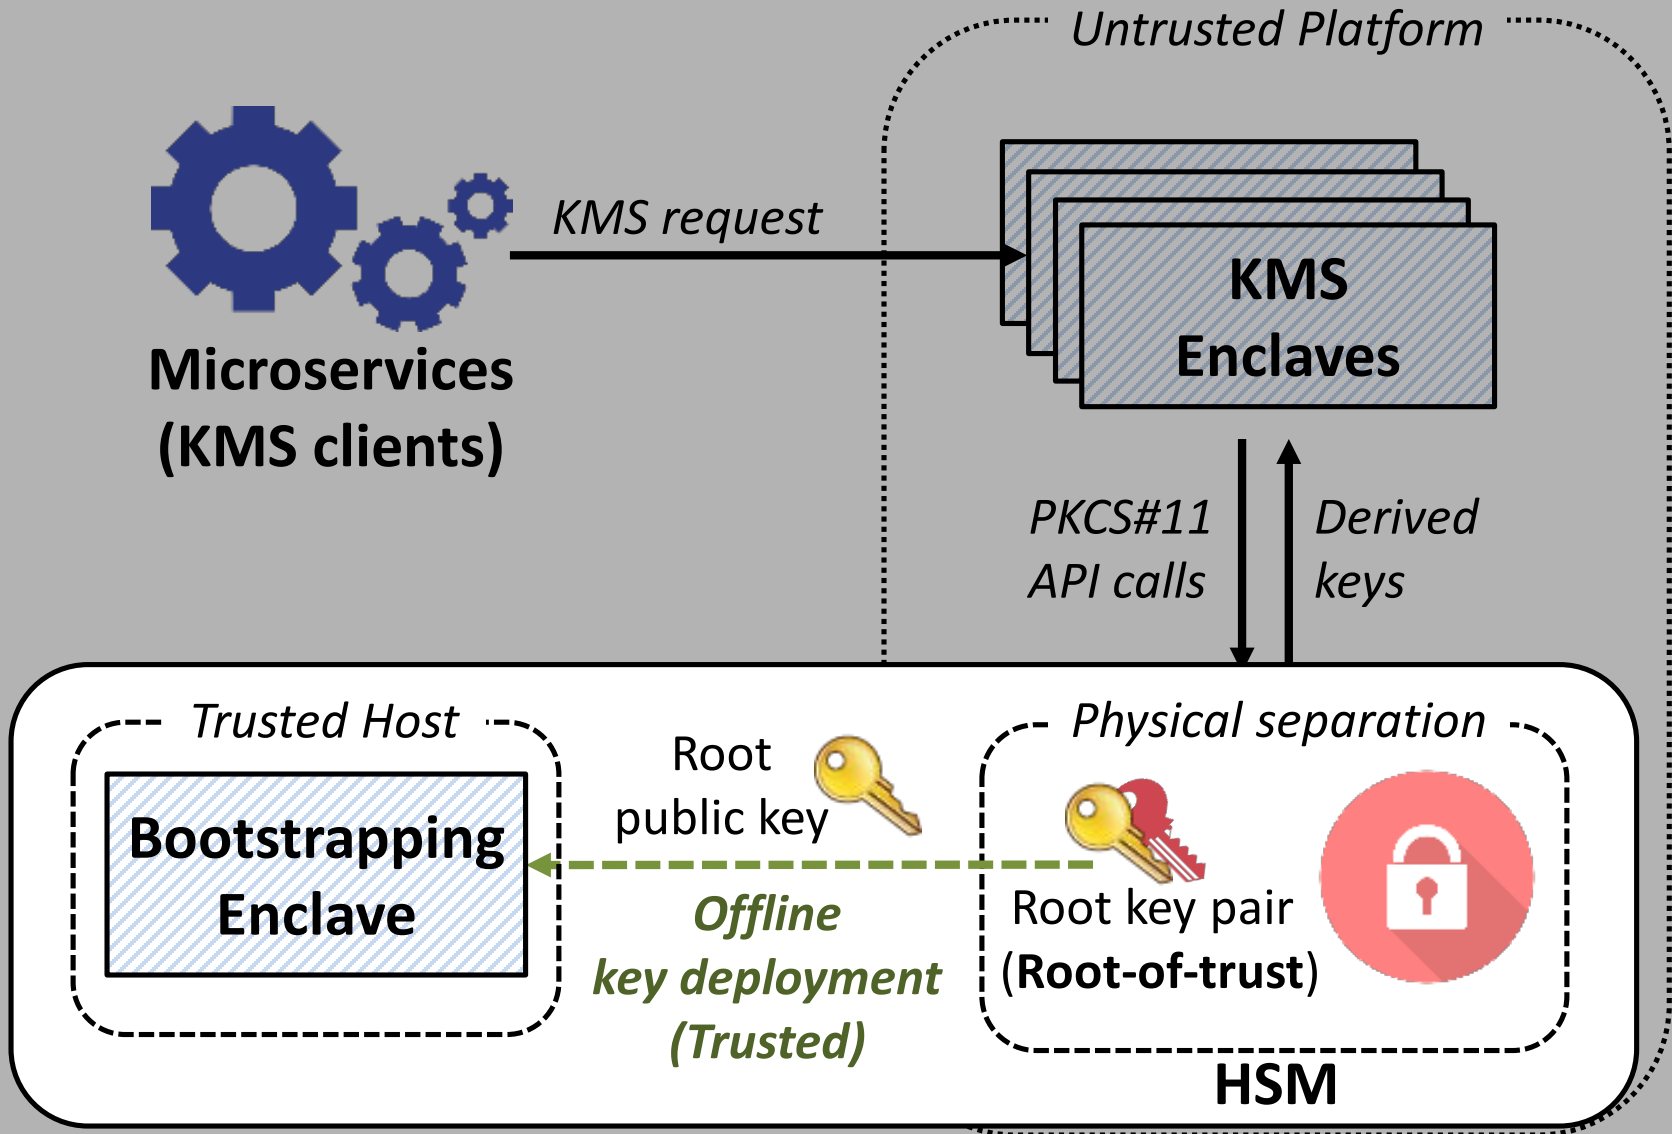 Untrusted Platform
KMS request
KMS
Enclaves
Microservices
(KMS clients)
PKCS#11
API calls
Derived
keys
Trusted Host
Bootstrapping
Enclave
Root
public key
Offline
key deployment
(Trusted)
Physical separation
Root key pair
(Root-of-trust)
HSM